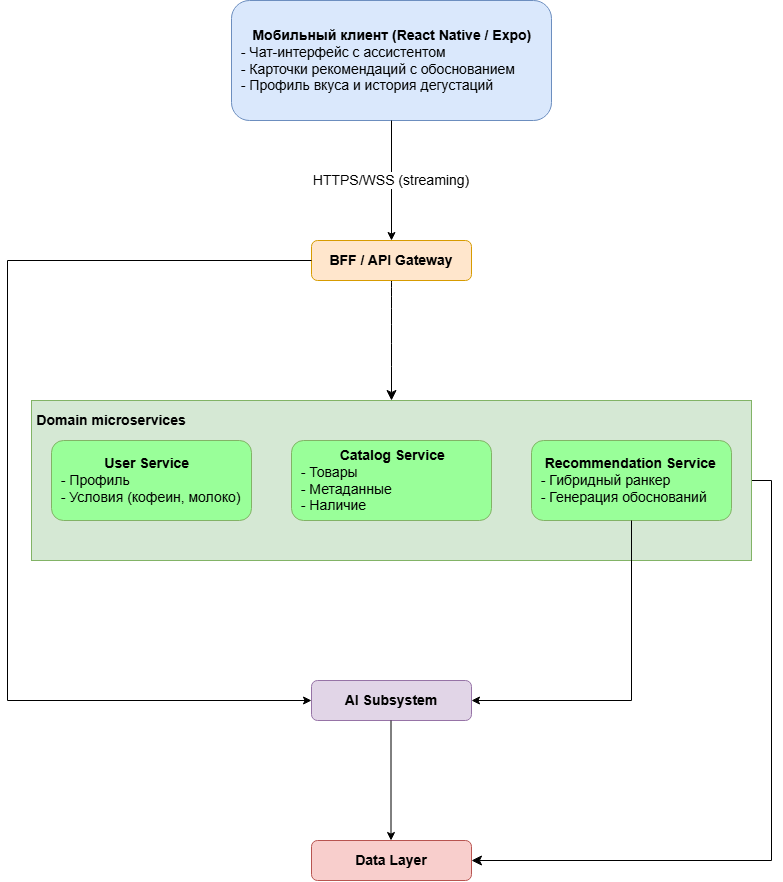 Мобильный клиент (React Native / Expo)
- Чат-интерфейс с ассистентом
- Карточки рекомендаций с обоснованием
- Профиль вкуса и история дегустаций
HTTPS/WSS (streaming)
BFF / API Gateway
Domain microservices
User Service
- Профиль
- Условия (кофеин, молоко)
Catalog Service
- Товары
- Метаданные
- Наличие
Recommendation Service
- Гибридный ранкер
- Генерация обоснований
AI Subsystem
Data Layer